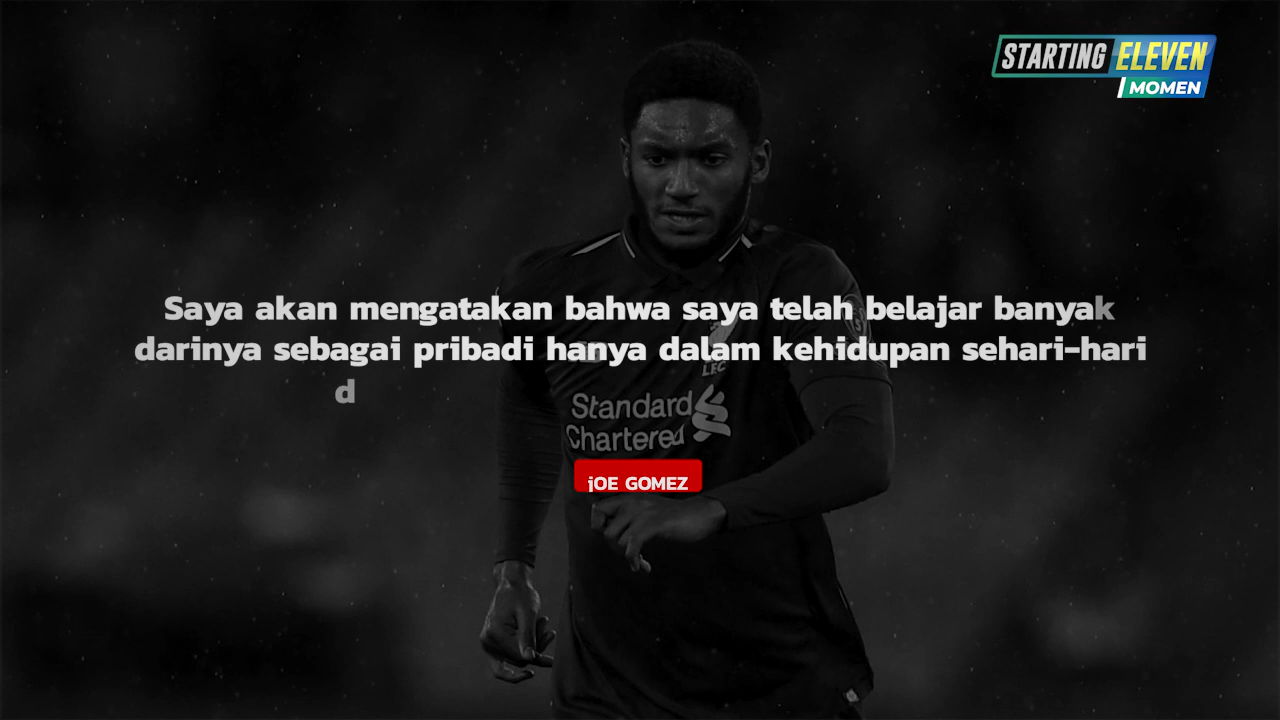 STARTING ELEVEN
MOMEN
Saya akan mengatakan bahwa saya telah belajar banyak
darinya sebagai pribadi hanya dalam kehidupan sehari-hari
d
LFC
Standard
Chartered
jOE GOMEZ